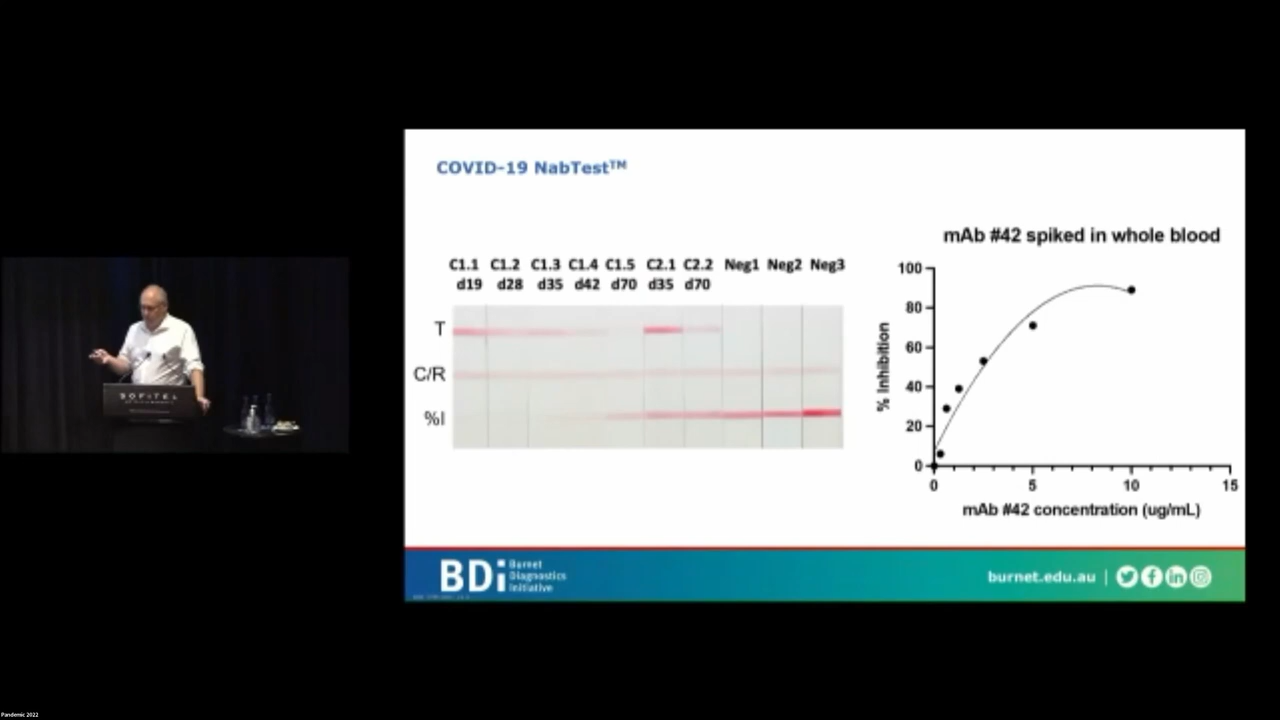 COVID-19 NabTest™
mAb #42 spiked in whole blood
C1.1 C1.2 C1.3 C1.4 C1.5 C2.1 C2.2 Neg1 Neg2 Neg3
d19 d28 d35 d42 d70 d35 d70
T
C/R
%I
100
80
60
40
20
0
% Inhibition
0 5 10 15
mAb #42 concentration (ug/mL)
SOFITEL
BDi Burnet
Diagnostics
Initiative
burnet.edu.au
Pandemic 2022